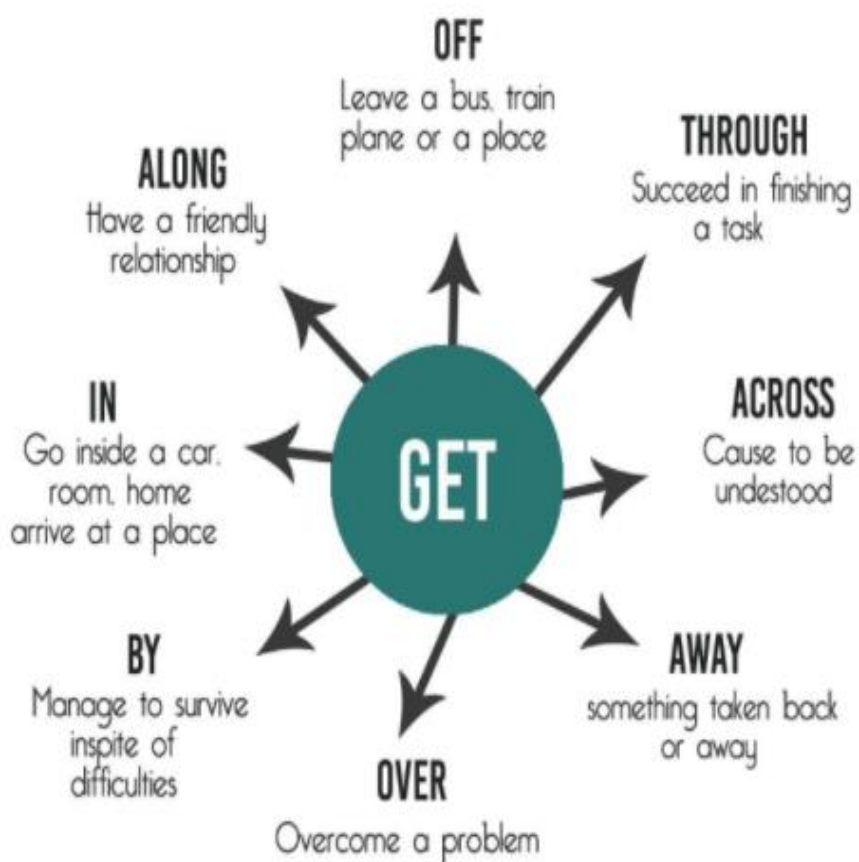 OFF
Leave a bus, train
plane or a place
THROUGH
Succeed in finishing
a task
ALONG
Have a friendly
relationship
IN
Go inside a car,
room, home
arrive at a place
GET
ACROSS
Cause to be
undestood
BY
Manage to survive
inspite of
difficulties
AWAY
something taken back
or away
OVER
Overcome a problem